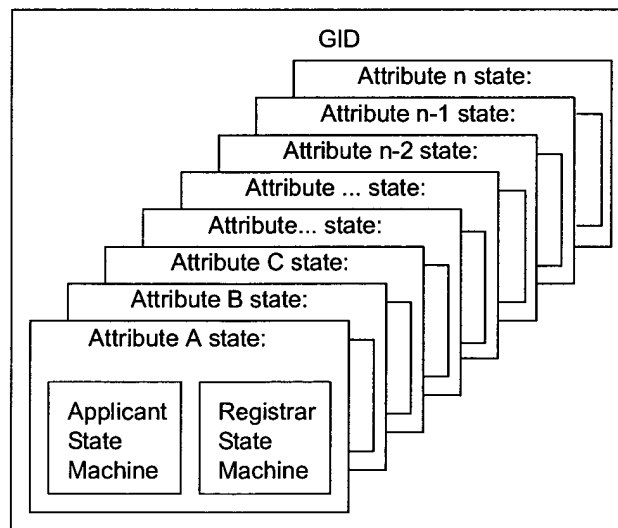 GID
Attribute n state:
Attribute n-1 state:
Attribute n-2 state:
Attribute ... state:
Attribute... state:
Attribute C state:
Attribute B state:
Attribute A state:
Applicant
State
Machine
Registrar
State
Machine